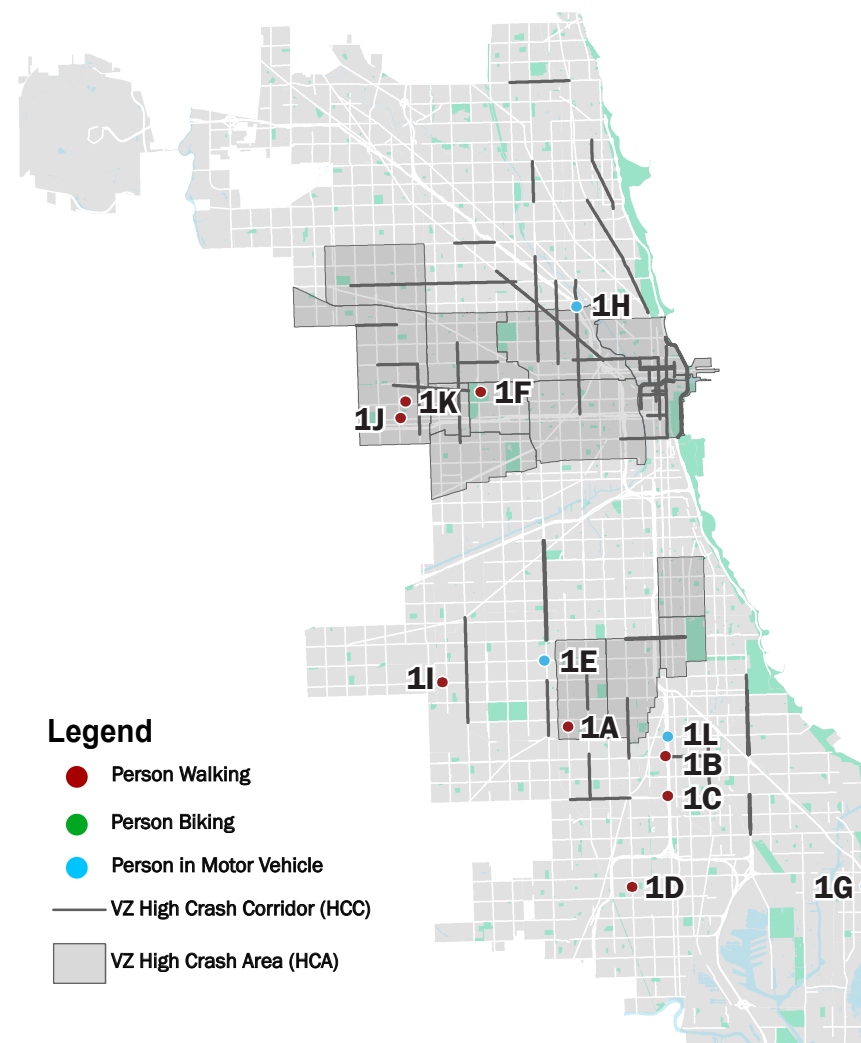 1H
1F
1K
1J
1E
1I
1A
1L
1B
1C
1D
1G
Legend
Person Walking
Person Biking
Person in Motor Vehicle
VZ High Crash Corridor (HCC)
VZ High Crash Area (HCA)